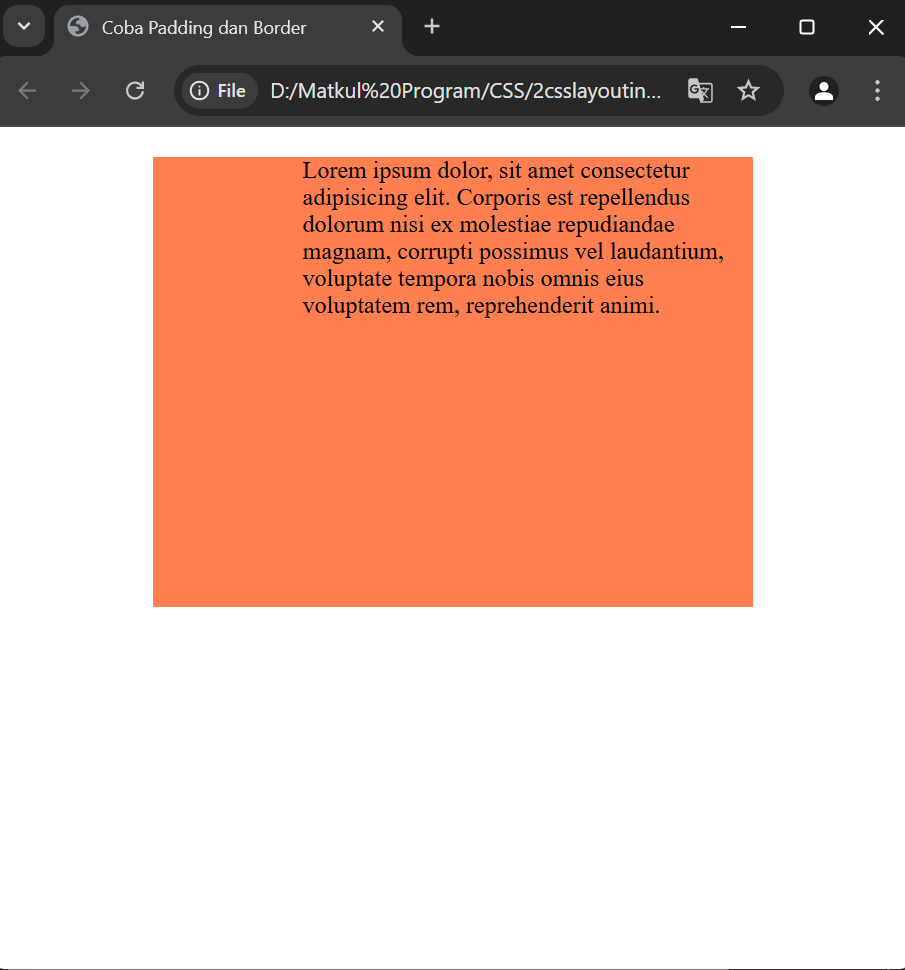 Coba Padding dan Border
File
D:/Matkul%20Program/CSS/2csslayoutin...
Lorem ipsum dolor, sit amet consectetur
adipisicing elit. Corporis est repellendus
dolorum nisi ex molestiae repudiandae
magnam, corrupti possimus vel laudantium,
voluptate tempora nobis omnis eius
voluptatem rem, reprehenderit animi.